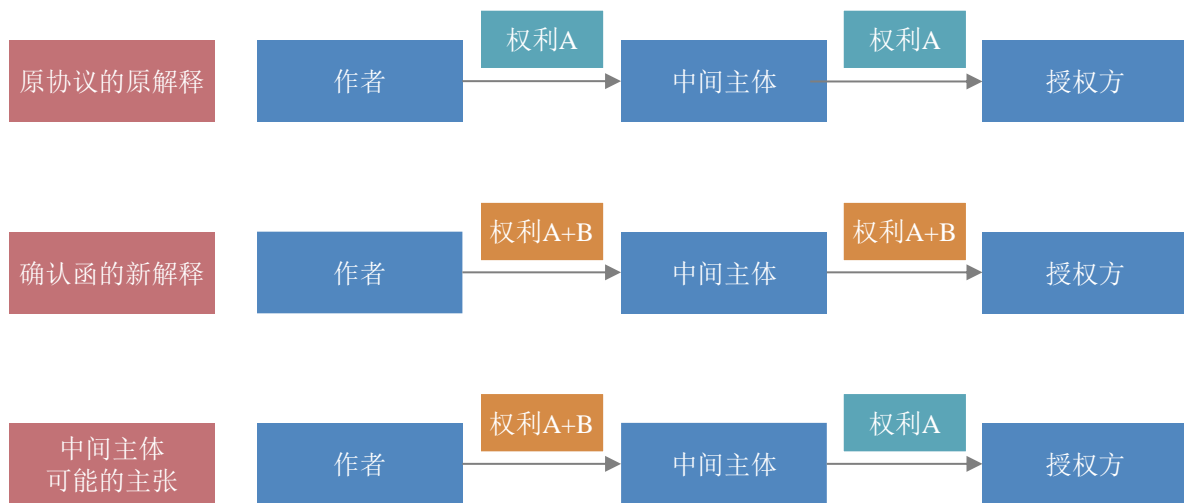 权利A
权利A
原协议的原解释
作者
中间主体
授权方
权利A+B
权利A+B
确认函的新解释
作者
中间主体
授权方
权利A+B
权利A
中间主体
可能的主张
作者
中间主体
授权方